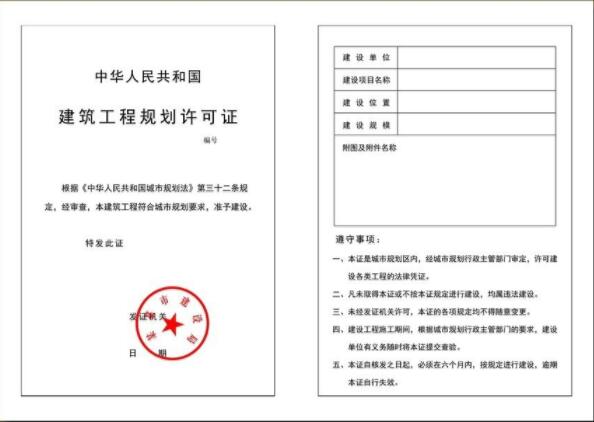 中华人民共和国
建筑工程规划许可证
编号
根据《中华人民共和国城市规划法》第三十二条规
定，经审查，本建筑工程符合城市规划要求，准予建设。
特发此证
某某市建设局
发证机关
日 期
建设单位
建设项目名称
建设位置
建设规模
附图及附件名称
遵守事项：
一、本证是城市规划区内，经城市规划行政主管部门审定，许可建
设各类工程的法律凭证。
二、凡未取得本证或不按本证规定进行建设，均属违法建设。
三、未经发证机关许可，本证的各项规定均不得随意变更。
四、建设工程施工期间，根据城市规划行政主管部门的要求，建设
单位有义务随时将本证提交查验。
五、本证自核发之日起，必须在六个月内，按规定进行建设，逾期
本证自行失效。